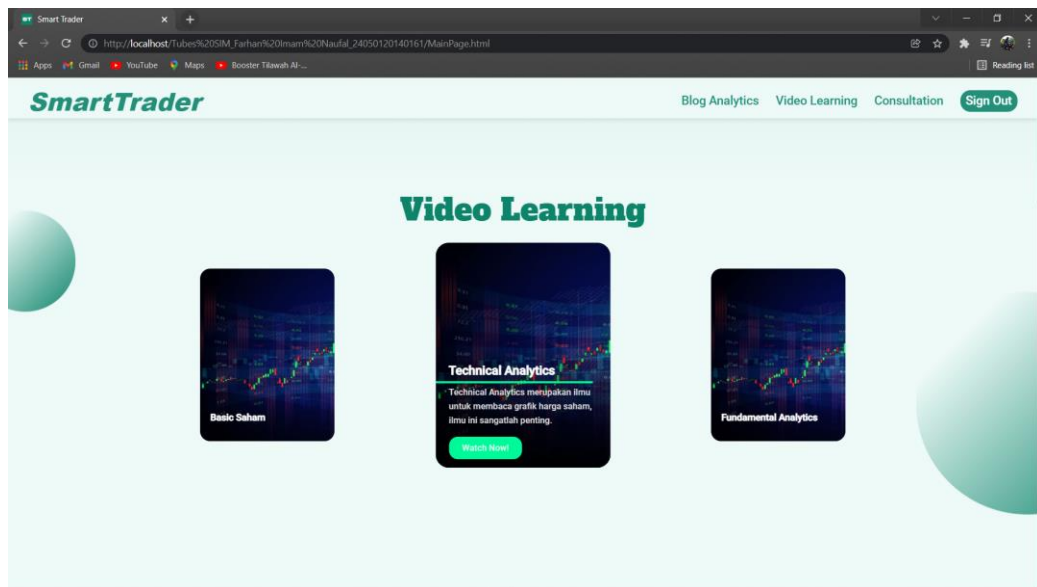 Smart Trader
http://localhost/Tubes%20SIM_Farhan%20Imam%20Naufal_24050120140161/MainPage.html
Apps Gmail YouTube Maps Booster Tilawah Al-... Reading list
SmartTrader Blog Analytics Video Learning Consultation Sign Out
Video Learning
Basic Saham
Technical Analytics
Technical Analytics merupakan ilmu
untuk membaca grafik harga saham,
ilmu ini sangatlah penting.
Watch Now!
Fundamental Analytics